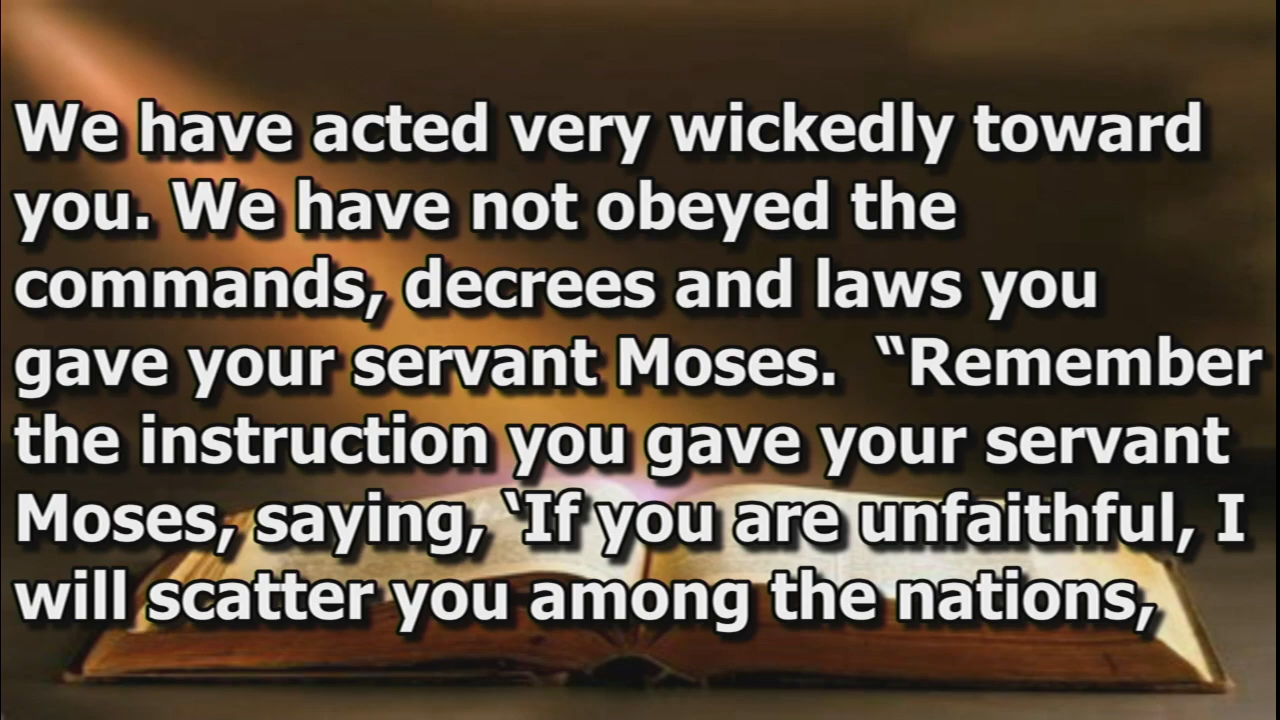 We have acted very wickedly toward
you. We have not obeyed the
commands, decrees and laws you
gave your servant Moses.  “Remember
the instruction you gave your servant
Moses, saying, ‘If you are unfaithful, I
will scatter you among the nations,